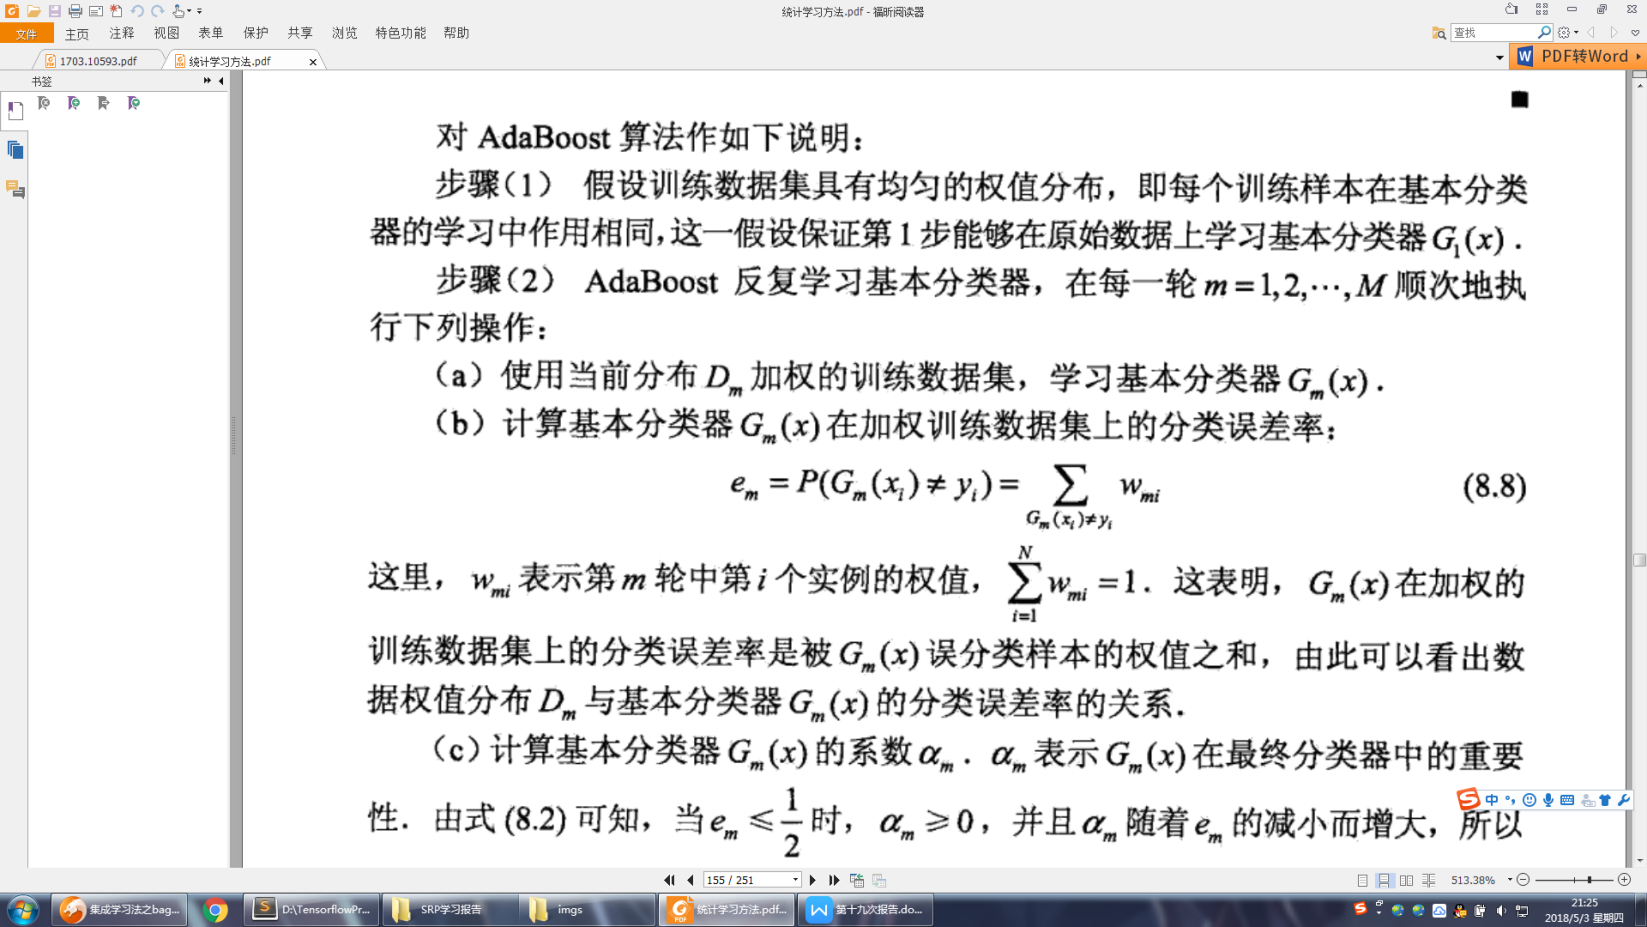 统计学习方法.pdf - 福昕阅读器
文件 主页 注释 视图 表单 保护 共享 浏览 特色功能 帮助
查找
1703.10593.pdf 统计学习方法.pdf
PDF转Word
书签
对 AdaBoost 算法作如下说明：
步骤（1） 假设训练数据集具有均匀的权值分布，即每个训练样本在基本分类
器的学习中作用相同，这一假设保证第 1 步能够在原始数据上学习基本分类器 G₁(x)．
步骤（2） AdaBoost 反复学习基本分类器，在每一轮 m = 1,2,⋯,M 顺次地执
行下列操作：
（a）使用当前分布 Dₘ 加权的训练数据集，学习基本分类器 Gₘ(x)．
（b）计算基本分类器 Gₘ(x) 在加权训练数据集上的分类误差率：
eₘ = P(Gₘ(xᵢ) ≠ yᵢ) = ∑_{Gₘ(xᵢ)≠yᵢ} wₘᵢ (8.8)
这里， wₘᵢ 表示第 m 轮中第 i 个实例的权值， ∑_{i=1}^{N} wₘᵢ = 1．这表明， Gₘ(x) 在加权的
训练数据集上的分类误差率是被 Gₘ(x) 误分类样本的权值之和，由此可以看出数
据权值分布 Dₘ 与基本分类器 Gₘ(x) 的分类误差率的关系．
（c）计算基本分类器 Gₘ(x) 的系数 αₘ． αₘ 表示 Gₘ(x) 在最终分类器中的重要
性．由式 (8.2) 可知，当 eₘ ⩽ 1/2 时， αₘ ⩾ 0，并且 αₘ 随着 eₘ 的减小而增大，所以
中
155 / 251
513.38%
集成学习法之bag...
D:\TensorflowPr...
SRP学习报告
imgs
统计学习方法.pdf...
第十九次报告.do...
21:25
2018/5/3 星期四